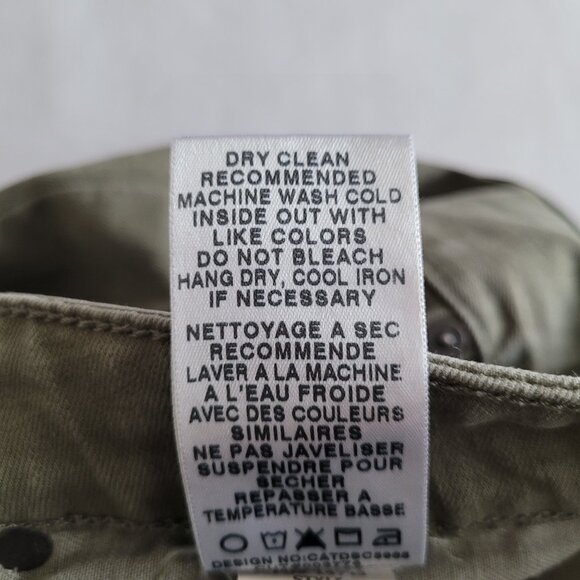 DRY CLEAN
RECOMMENDED
MACHINE WASH COLD
INSIDE OUT WITH
LIKE COLORS
DO NOT BLEACH
HANG DRY, COOL IRON
IF NECESSARY
NETTOYAGE A SEC
RECOMMENDE
LAVER A LA MACHINE
A L'EAU FROIDE
AVEC DES COULEURS
SIMILAIRES
NE PAS JAVELISER
SUSPENDRE POUR
SECHER
REPASSER A
TEMPERATURE BASSE
DESIGN NO: